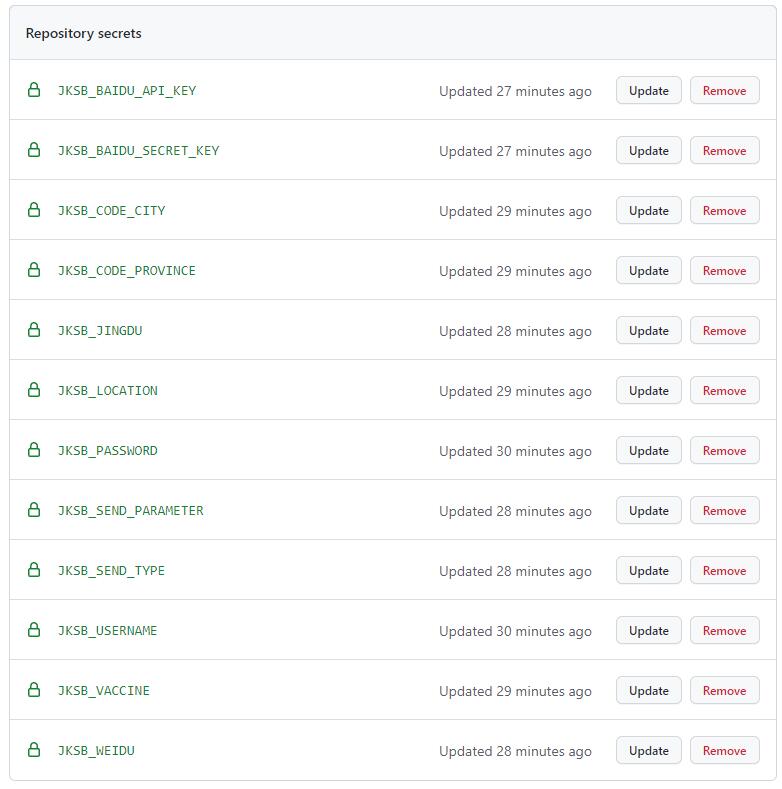 Repository secrets
JKSB_BAIDU_API_KEY Updated 27 minutes ago Update Remove
JKSB_BAIDU_SECRET_KEY Updated 27 minutes ago Update Remove
JKSB_CODE_CITY Updated 29 minutes ago Update Remove
JKSB_CODE_PROVINCE Updated 29 minutes ago Update Remove
JKSB_JINGDU Updated 28 minutes ago Update Remove
JKSB_LOCATION Updated 29 minutes ago Update Remove
JKSB_PASSWORD Updated 30 minutes ago Update Remove
JKSB_SEND_PARAMETER Updated 28 minutes ago Update Remove
JKSB_SEND_TYPE Updated 28 minutes ago Update Remove
JKSB_USERNAME Updated 30 minutes ago Update Remove
JKSB_VACCINE Updated 29 minutes ago Update Remove
JKSB_WEIDU Updated 28 minutes ago Update Remove